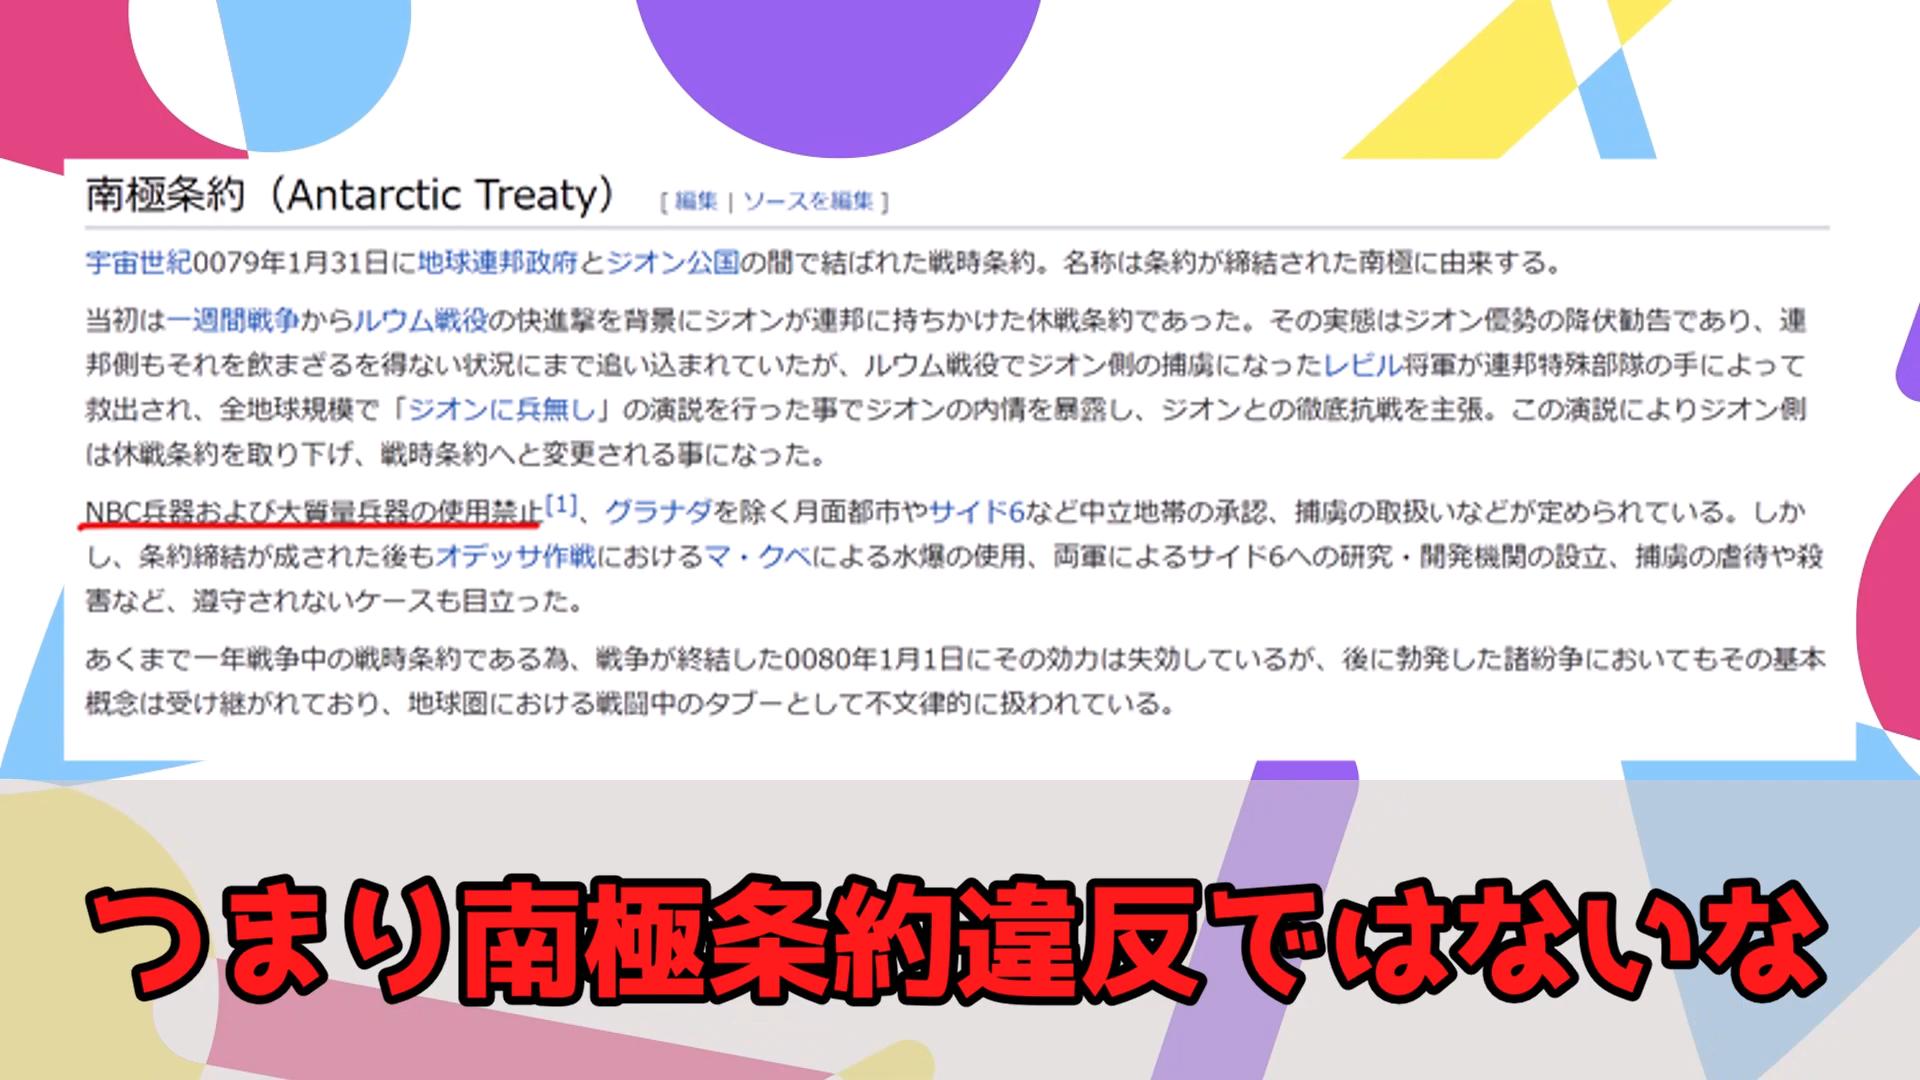 南極条約（Antarctic Treaty） [ 編集 | ソースを編集 ]
宇宙世紀0079年1月31日に地球連邦政府とジオン公国の間で結ばれた戦時条約。名称は条約が締結された南極に由来する。
当初は一週間戦争からルウム戦役の快進撃を背景にジオンが連邦に持ちかけた休戦条約であった。その実態はジオン優勢の降伏勧告であり、連
邦側もそれを飲まざるを得ない状況にまで追い込まれていたが、ルウム戦役でジオン側の捕虜になったレビル将軍が連邦特殊部隊の手によって
救出され、全地球規模で「ジオンに兵無し」の演説を行った事でジオンの内情を暴露し、ジオンとの徹底抗戦を主張。この演説によりジオン側
は休戦条約を取り下げ、戦時条約へと変更される事になった。
NBC兵器および大質量兵器の使用禁止[1]、グラナダを除く月面都市やサイド6など中立地帯の承認、捕虜の取扱いなどが定められている。しか
し、条約締結が成された後もオデッサ作戦におけるマ・クベによる水爆の使用、両軍によるサイド6への研究・開発機関の設立、捕虜の虐待や殺
害など、遵守されないケースも目立った。
あくまで一年戦争中の戦時条約である為、戦争が終結した0080年1月1日にその効力は失効しているが、後に勃発した諸紛争においてもその基本
概念は受け継がれており、地球圏における戦闘中のタブーとして不文律的に扱われている。
つまり南極条約違反ではないな